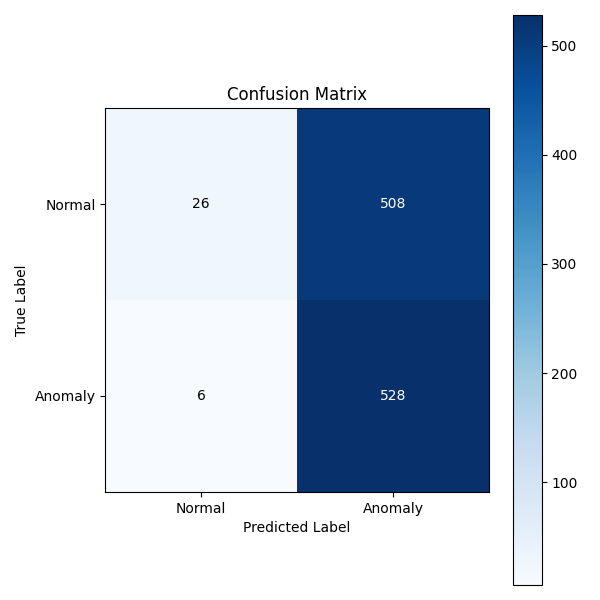 Confusion Matrix
500
400
300
200
100
Normal
26
508
True Label
Anomaly
6
528
Normal
Anomaly
Predicted Label